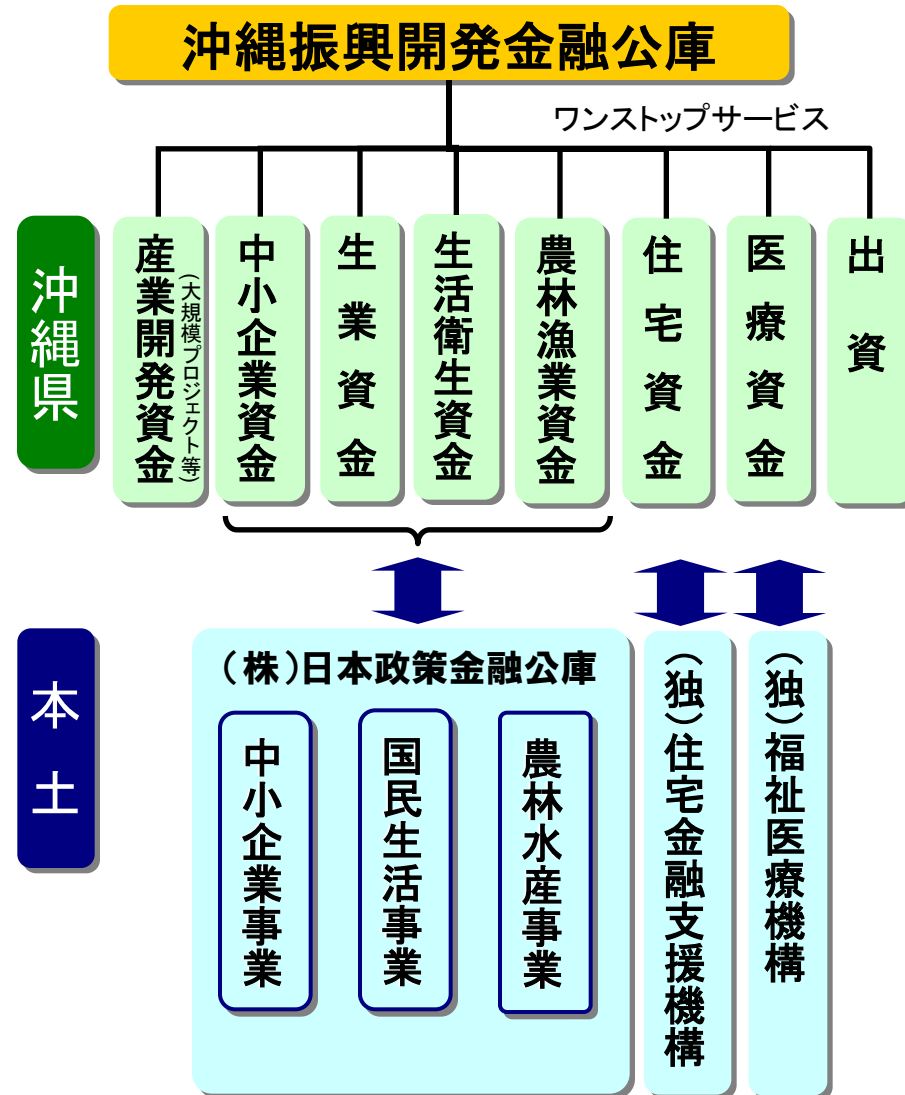 沖縄振興開発金融公庫
ワンストップサービス
沖縄県
産業開発資金
(大規模プロジェクト等)
中小企業資金
生業資金
生活衛生資金
農林漁業資金
住宅資金
医療資金
出資
本土
(株)日本政策金融公庫
中小企業事業
国民生活事業
農林水産事業
(独)住宅金融支援機構
(独)福祉医療機構